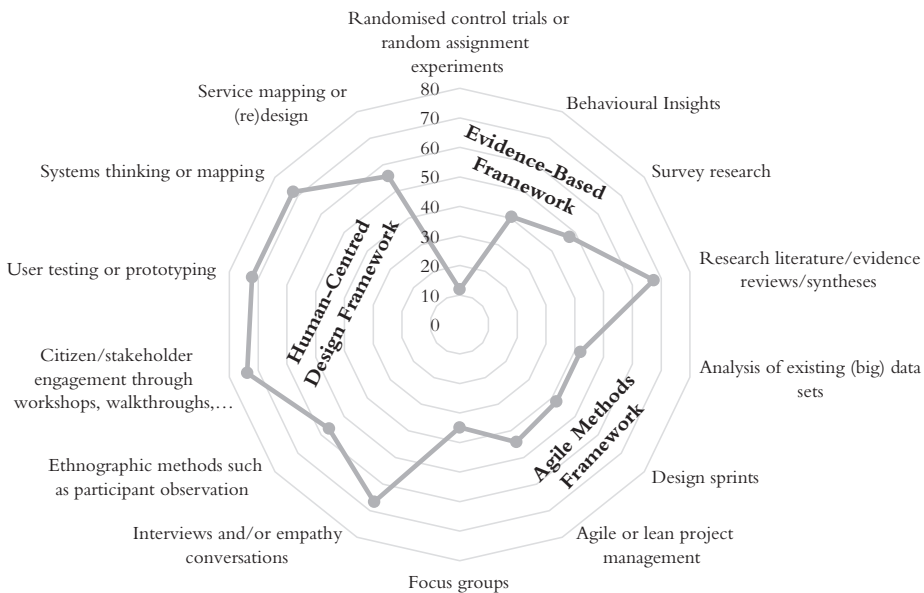 Randomised control trials or
random assignment
experiments
Behavioural Insights
Survey research
Research literature/evidence
reviews/syntheses
Analysis of existing (big) data
sets
Design sprints
Agile or lean project
management
Focus groups
Interviews and/or empathy
conversations
Ethnographic methods such
as participant observation
Citizen/stakeholder
engagement through
workshops, walkthroughs,…
User testing or prototyping
Systems thinking or mapping
Service mapping or
(re)design
80
70
60
50
40
30
20
10
0
Evidence-Based
Framework
Human-Centred
Design Framework
Agile Methods
Framework